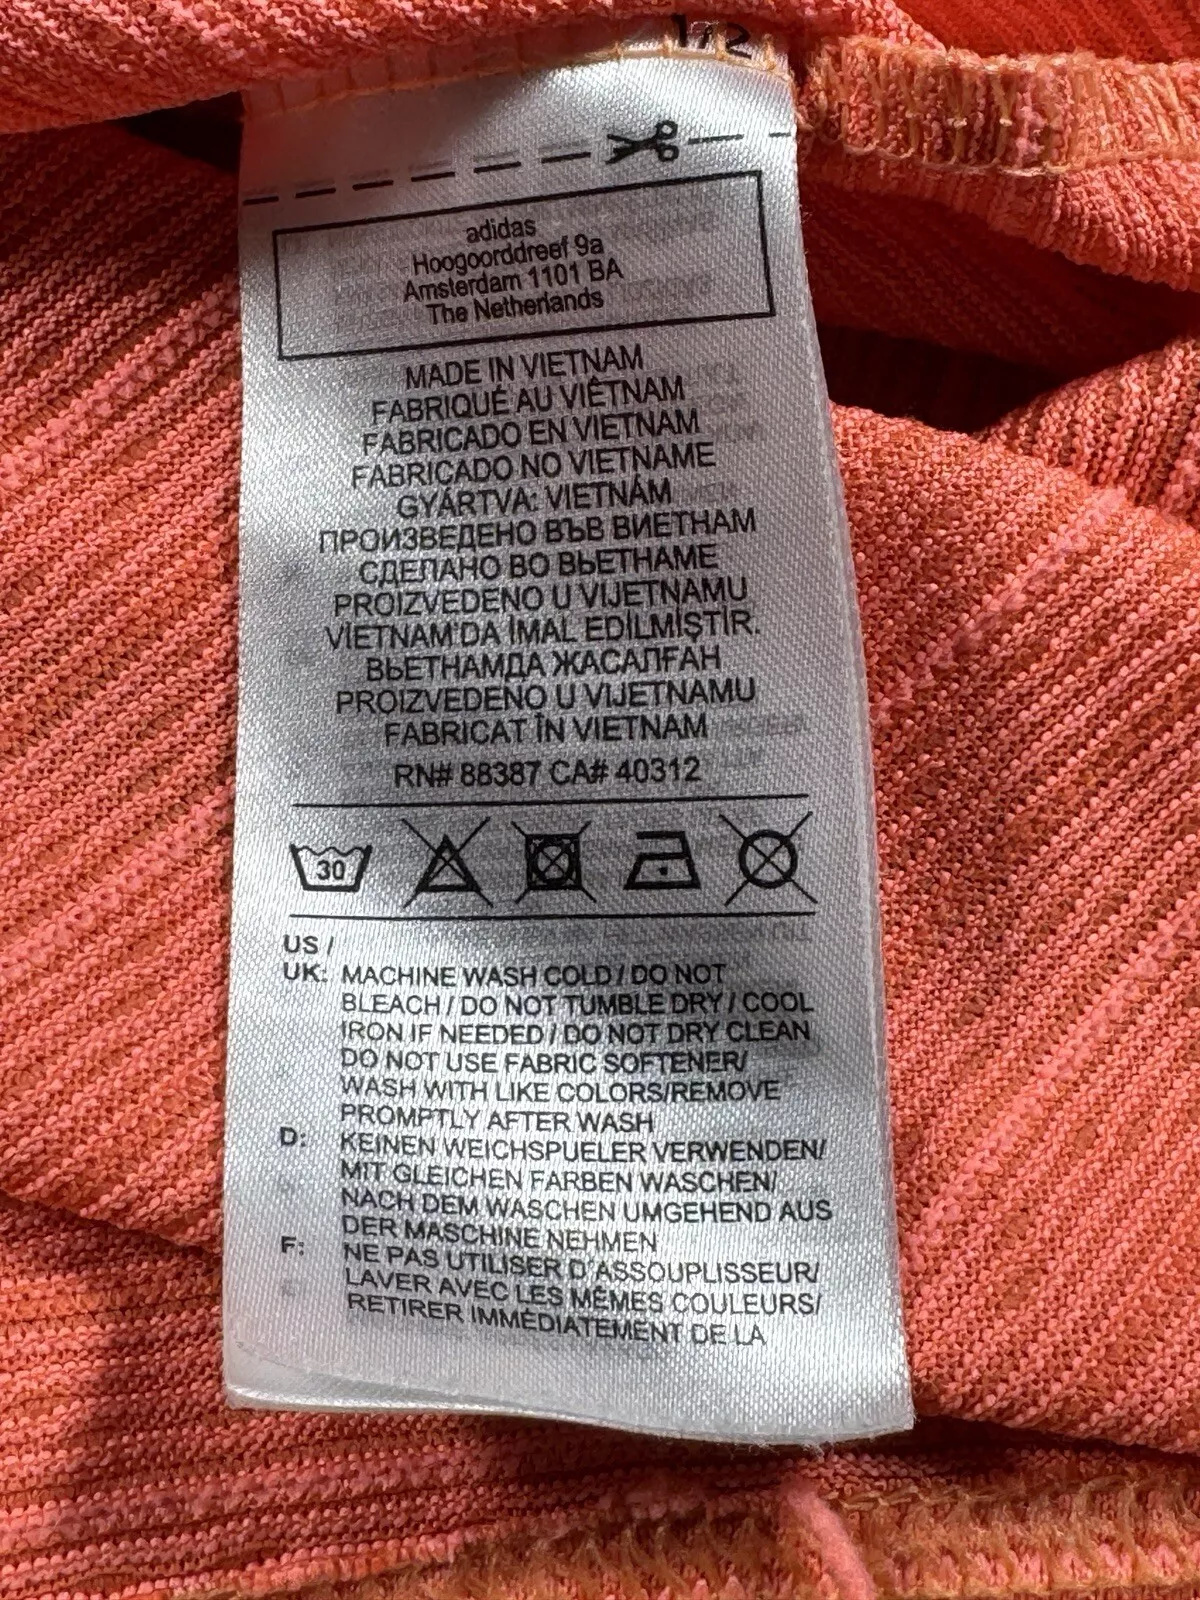 172
adidas
Hoogoorddreef 9a
Amsterdam 1101 BA
The Netherlands
MADE IN VIETNAM
FABRIQUÉ AU VIÊTNAM
FABRICADO EN VIETNAM
FABRICADO NO VIETNAME
GYÁRTVA: VIETNÁM
ПРОИЗВЕДЕНО ВЪВ ВИЕТНАМ
СДЕЛАНО ВО ВЬЕТНАМЕ
PROIZVEDENO U VIJETNAMU
VİETNAM'DA İMAL EDİLMİŞTİR.
ВЬЕТНАМДА ЖАСАЛҒАН
PROIZVEDENO U VIJETNAMU
FABRICAT ÎN VIETNAM
RN# 88387 CA# 40312
30
US /
UK: MACHINE WASH COLD / DO NOT
BLEACH / DO NOT TUMBLE DRY / COOL
IRON IF NEEDED / DO NOT DRY CLEAN
DO NOT USE FABRIC SOFTENER/
WASH WITH LIKE COLORS/REMOVE
PROMPTLY AFTER WASH
D: KEINEN WEICHSPUELER VERWENDEN/
MIT GLEICHEN FARBEN WASCHEN/
NACH DEM WASCHEN UMGEHEND AUS
DER MASCHINE NEHMEN
F: NE PAS UTILISER D'ASSOUPLISSEUR/
LAVER AVEC LES MÊMES COULEURS/
RETIRER IMMÉDIATEMENT DE LA